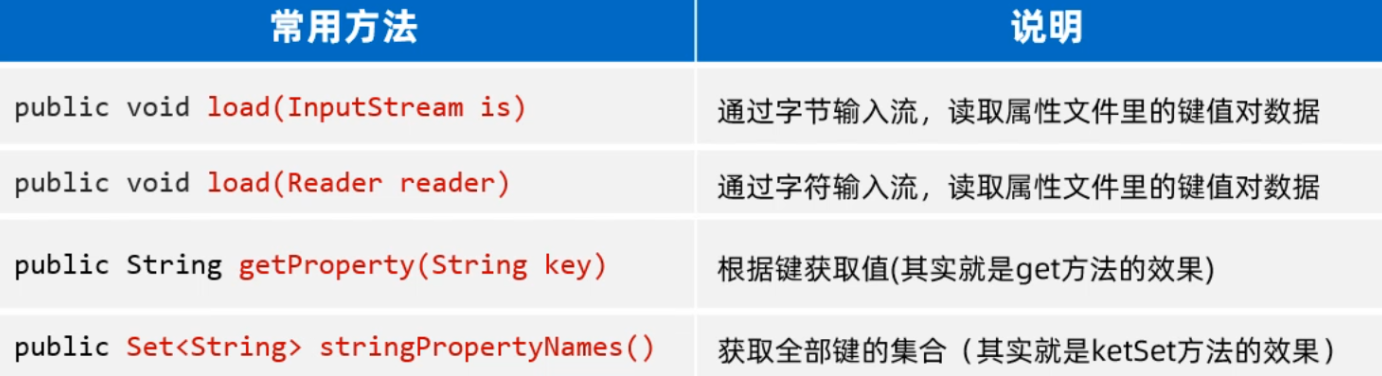 常用方法 说明
public void load(InputStream is) 通过字节输入流，读取属性文件里的键值对数据
public void load(Reader reader) 通过字符输入流，读取属性文件里的键值对数据
public String getProperty(String key) 根据键获取值(其实就是get方法的效果)
public Set<String> stringPropertyNames() 获取全部键的集合（其实就是ketSet方法的效果）